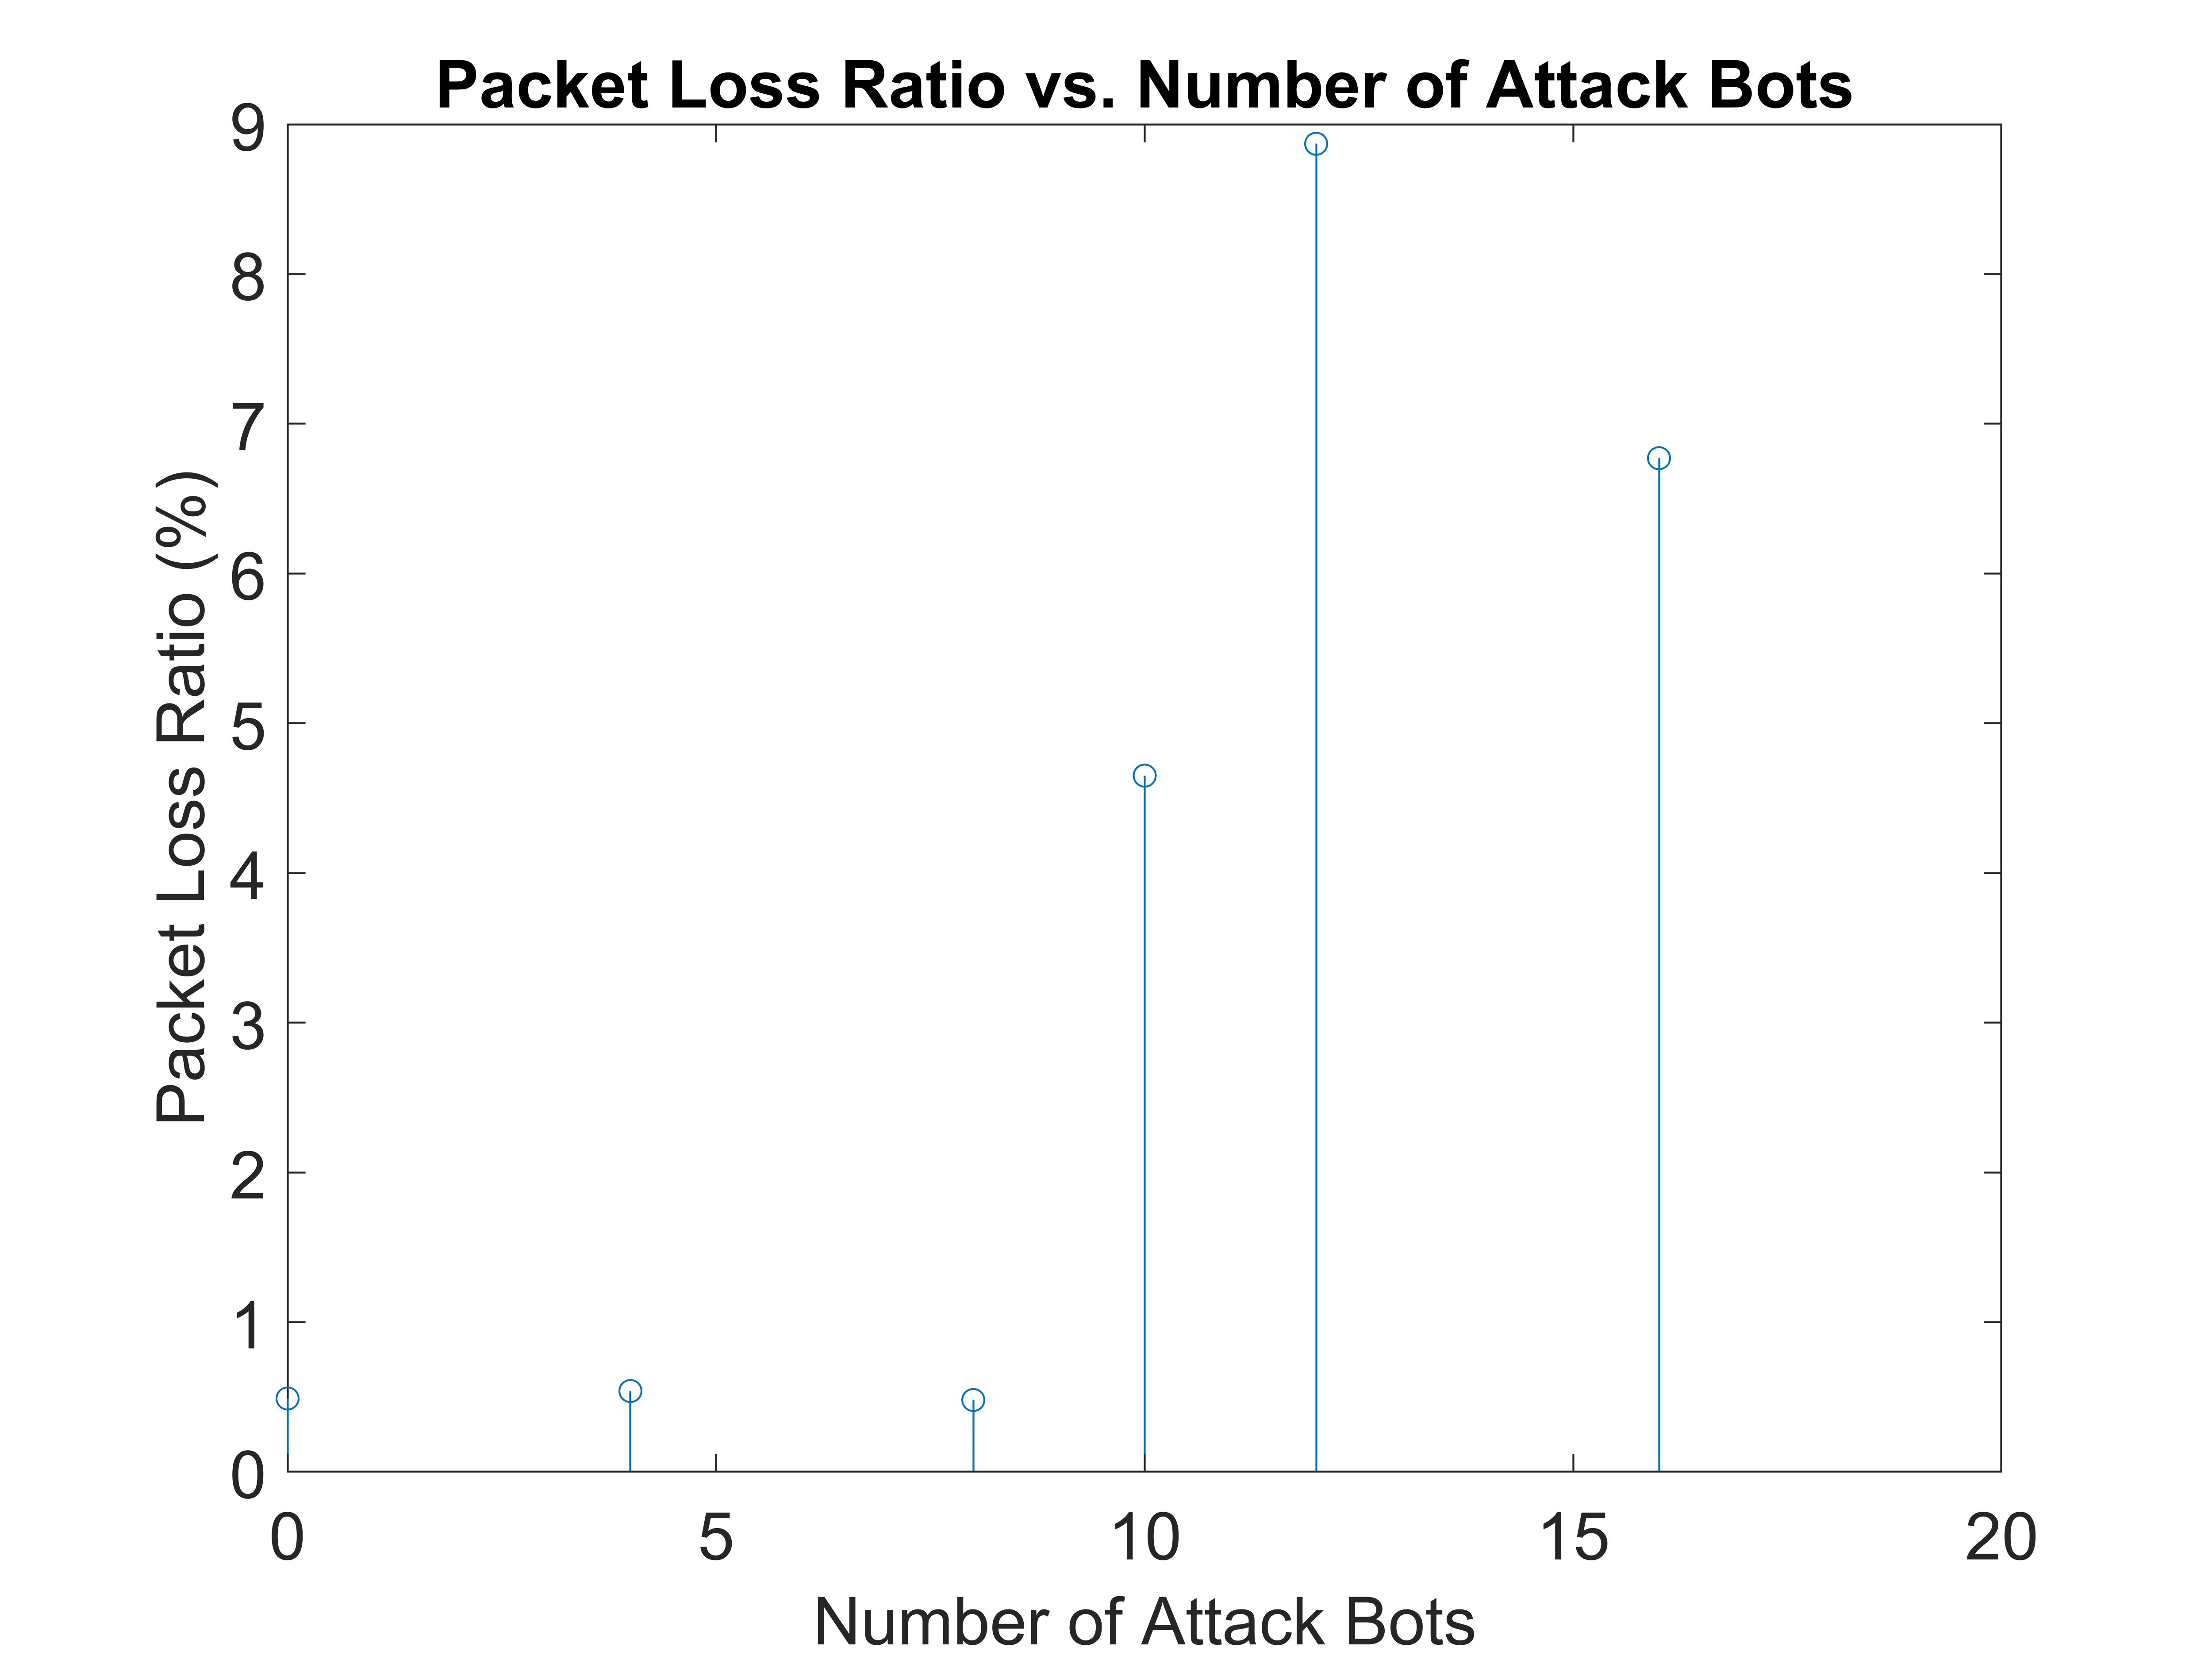 Packet Loss Ratio vs. Number of Attack Bots
9
8
7
6
5
4
3
2
1
0
Packet Loss Ratio (%)
0 5 10 15 20
Number of Attack Bots